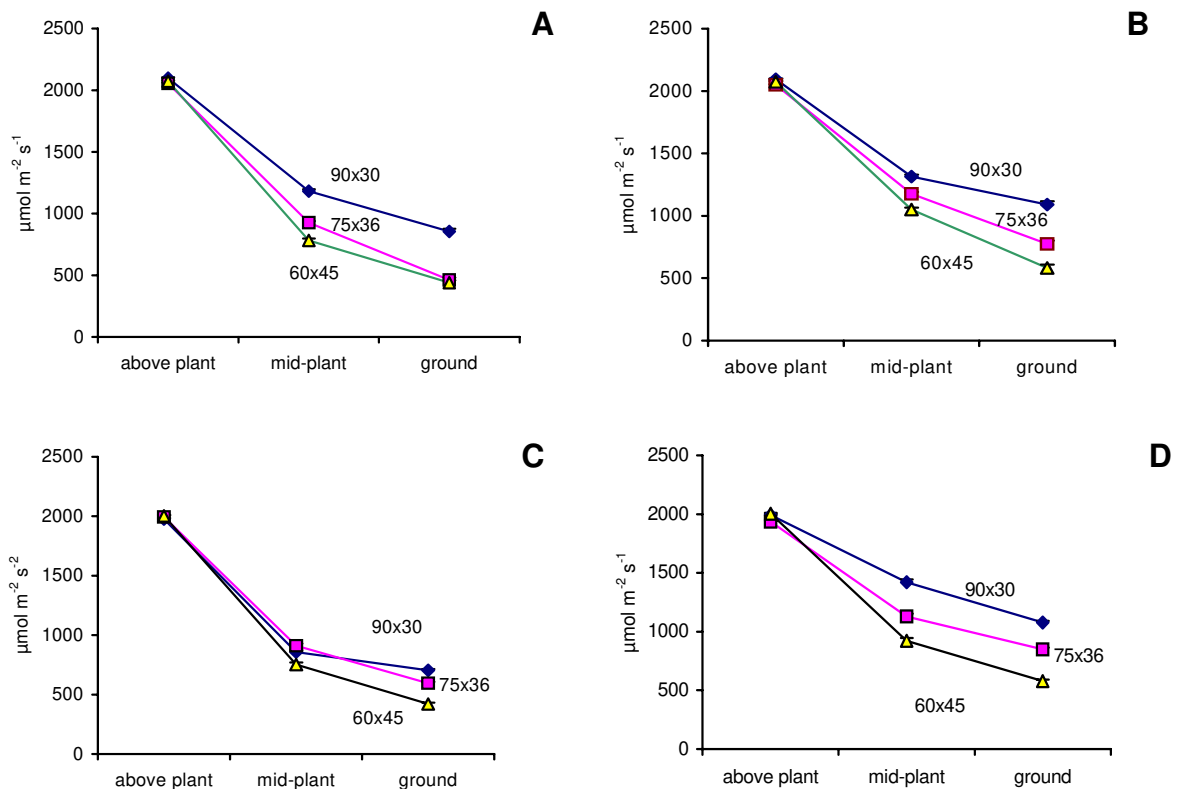 A
µmol m-2 s-1
2500
2000
1500
1000
500
0
90x30
75x36
60x45
above plant mid-plant ground
B
µmol m-2 s-1
2500
2000
1500
1000
500
0
90x30
75x36
60x45
above plant mid-plant ground
C
µmol m-2 s-2
2500
2000
1500
1000
500
0
90x30
75x36
60x45
above plant mid-plant ground
D
µmol m-2 s-1
2500
2000
1500
1000
500
0
90x30
75x36
60x45
above plant mid-plant ground